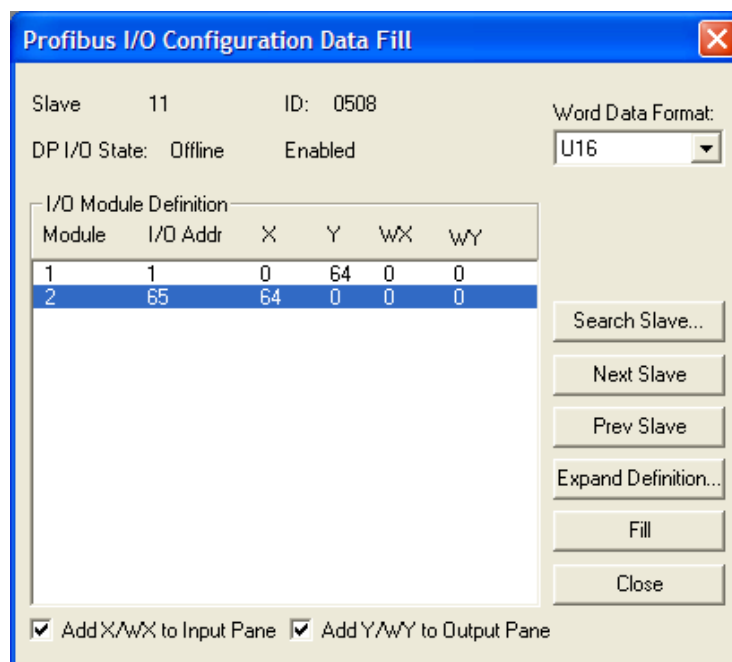 Profibus I/O Configuration Data Fill
Slave 11 ID: 0508
Word Data Format:
DP I/O State: Offline Enabled
U16
I/O Module Definition
Module I/O Addr X Y WX WY
1 1 0 64 0 0
2 65 64 0 0 0
Search Slave...
Next Slave
Prev Slave
Expand Definition...
Fill
Close
Add X/WX to Input Pane Add Y/WY to Output Pane